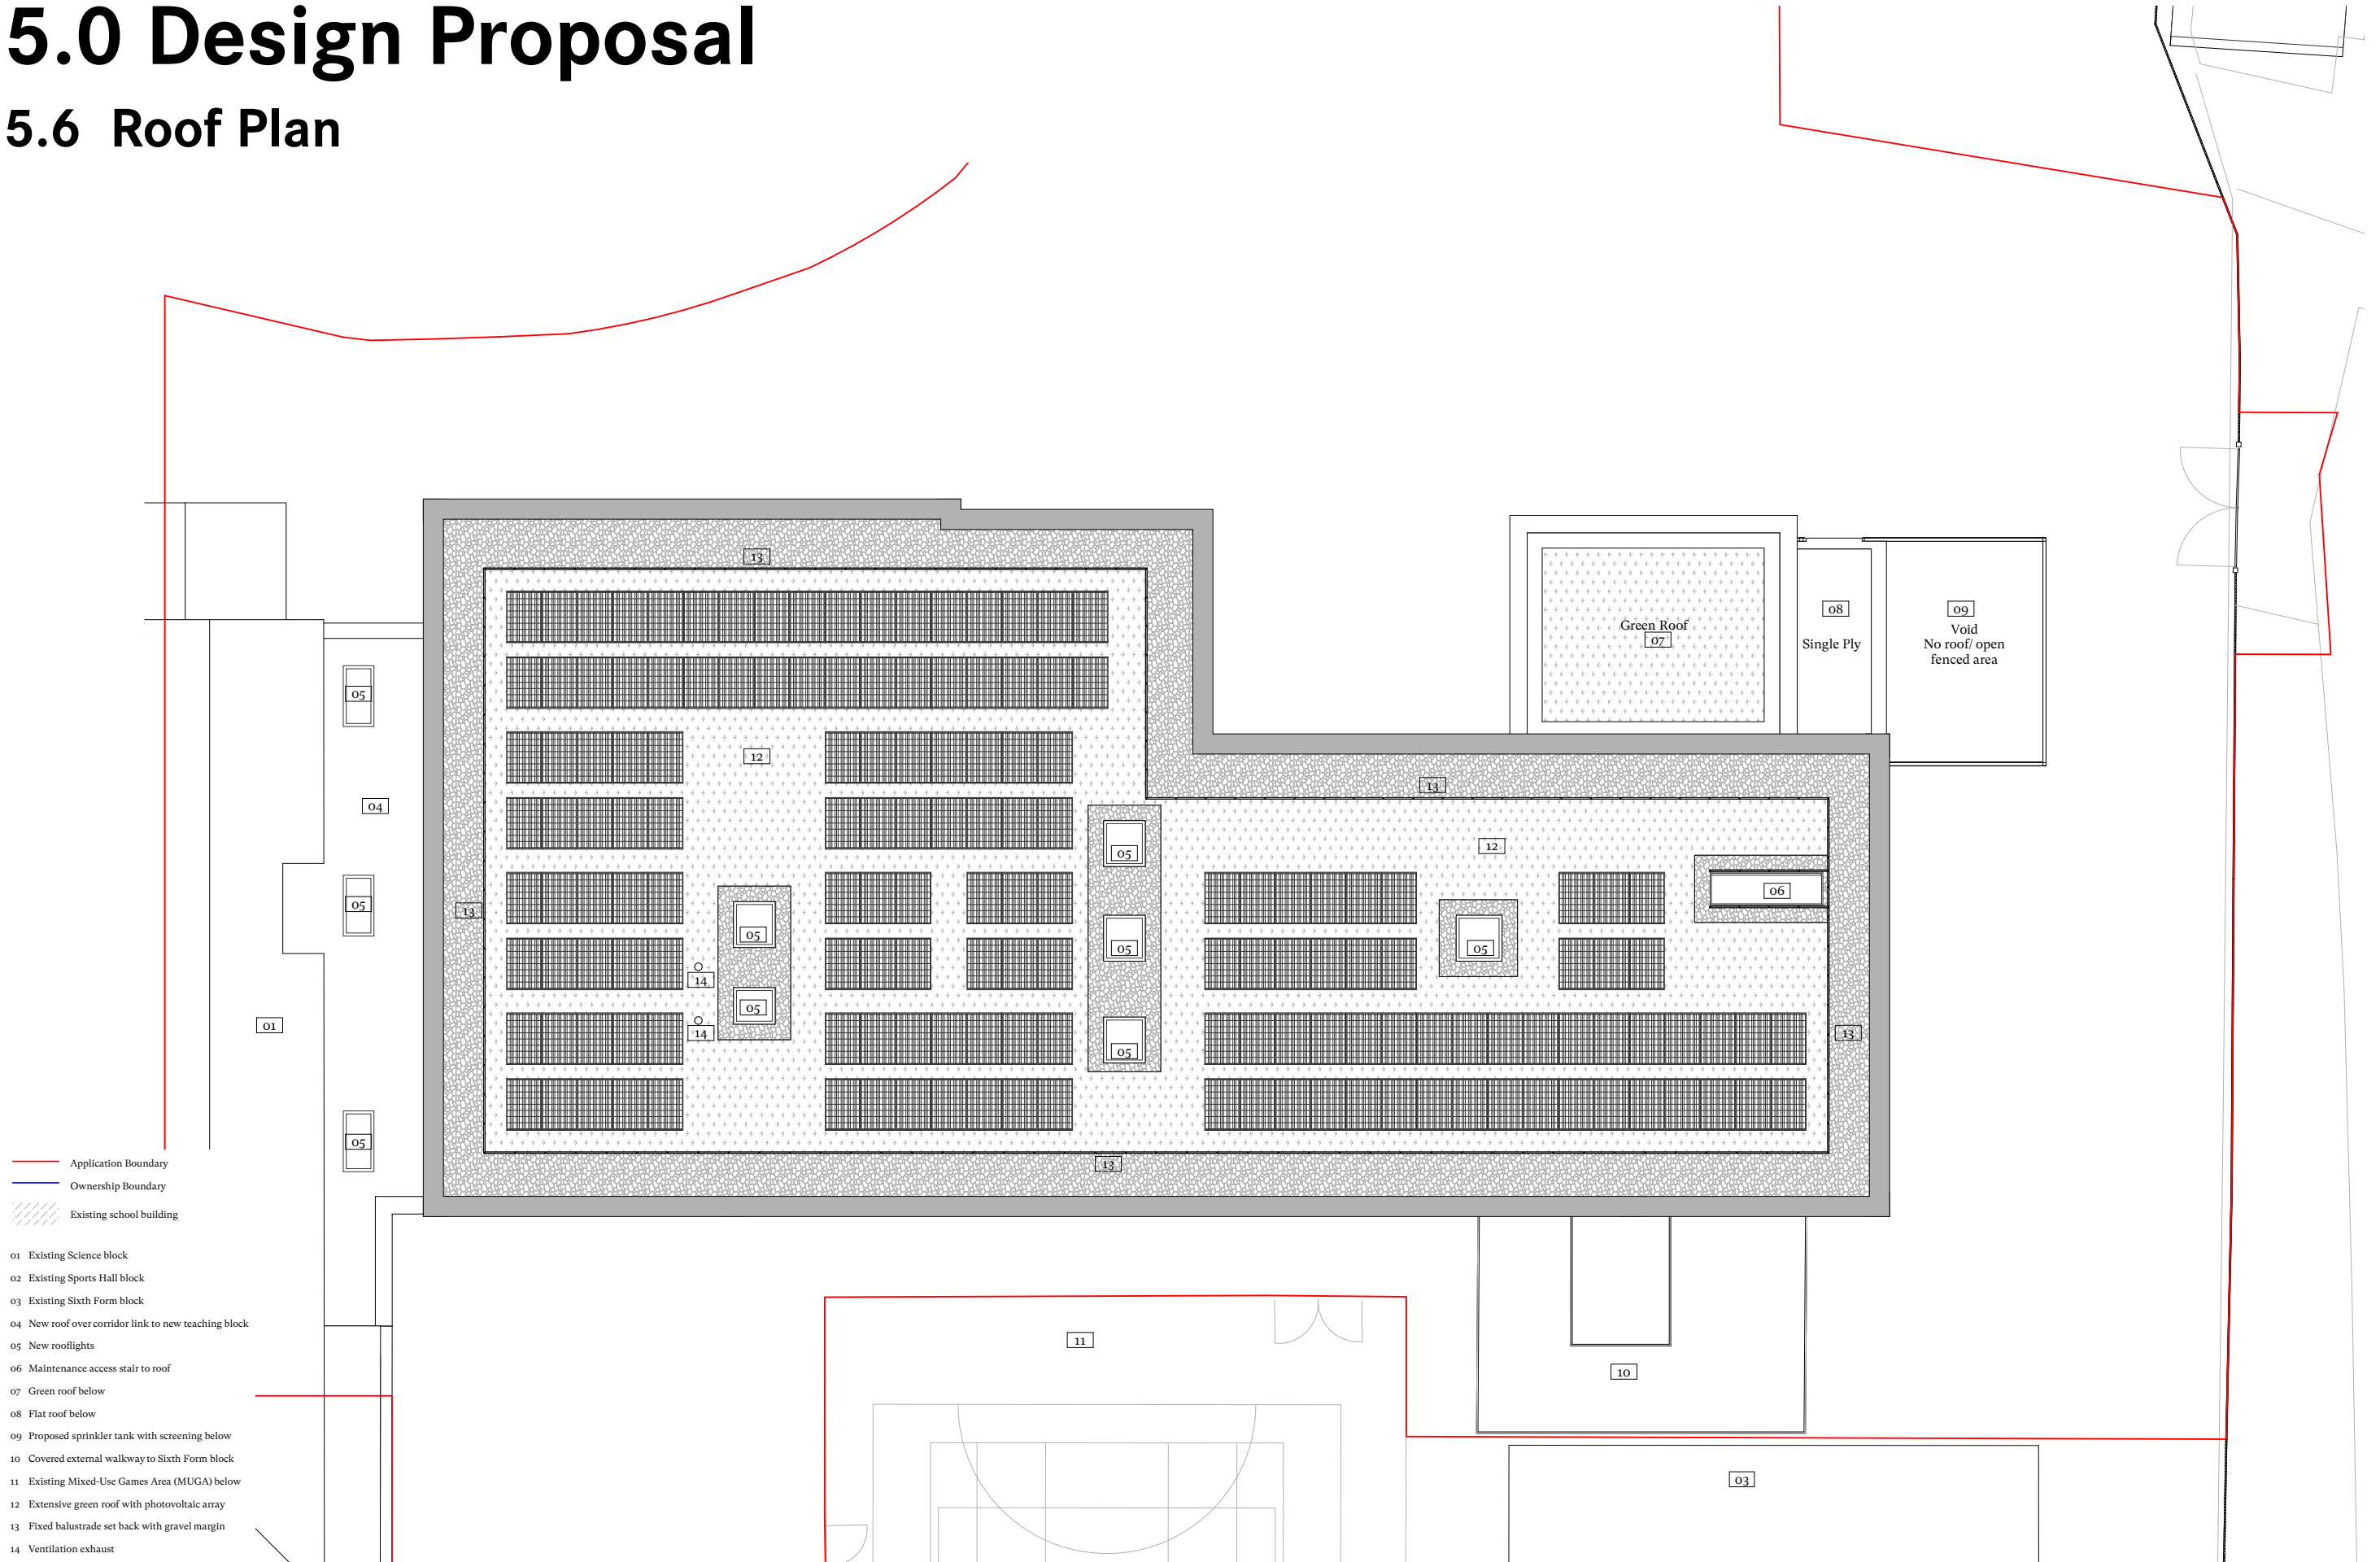 5.0 Design Proposal
5.6 Roof Plan
13
Green Roof
07
08
Single Ply
09
Void
No roof/ open
fenced area
05
12
04
13
12
05
06
05
13
05
05
05
14
05
14
01
13
05
05
13
Application Boundary
Ownership Boundary
Existing school building
01 Existing Science block
02 Existing Sports Hall block
03 Existing Sixth Form block
04 New roof over corridor link to new teaching block
05 New rooflights
06 Maintenance access stair to roof
07 Green roof below
08 Flat roof below
09 Proposed sprinkler tank with screening below
10 Covered external walkway to Sixth Form block
11 Existing Mixed-Use Games Area (MUGA) below
12 Extensive green roof with photovoltaic array
13 Fixed balustrade set back with gravel margin
14 Ventilation exhaust
11
10
03